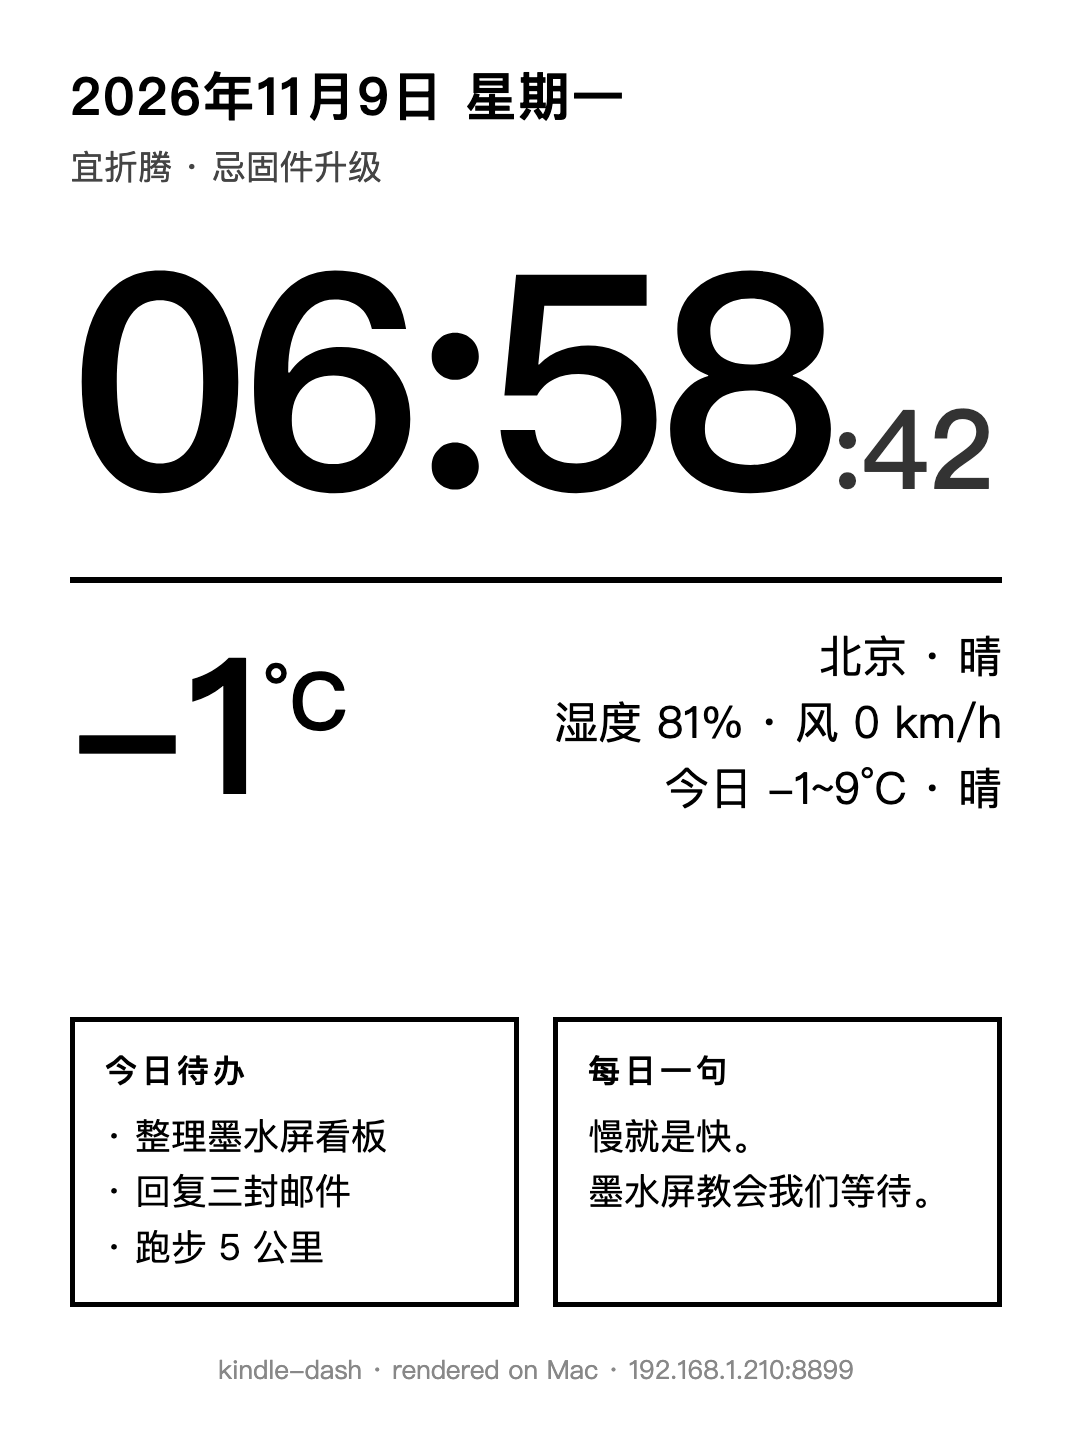 2026年11月9日 星期一
宜折腾 · 忌固件升级
06:58:42
−1°C
北京 · 晴
湿度 81% · 风 0 km/h
今日 −1~9°C · 晴
今日待办
· 整理墨水屏看板
· 回复三封邮件
· 跑步 5 公里
每日一句
慢就是快。
墨水屏教会我们等待。
kindle−dash · rendered on Mac · 192.168.1.210:8899